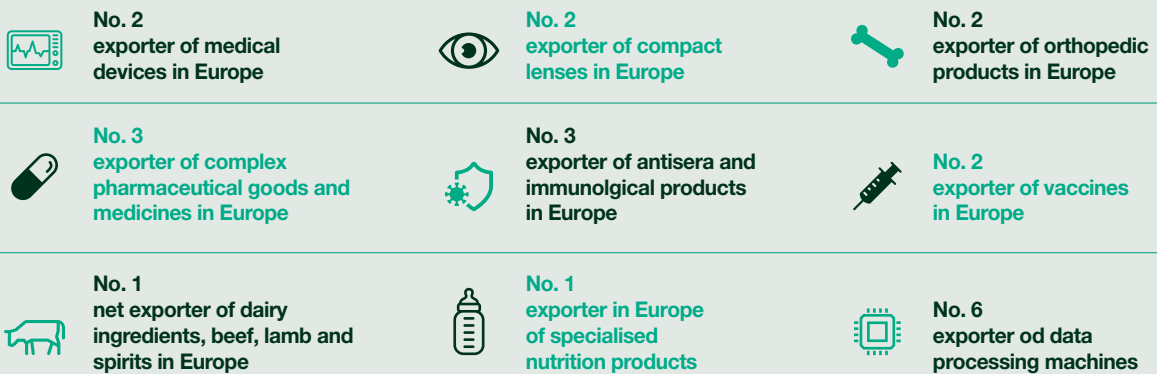 No. 2
exporter of medical
devices in Europe
No. 2
exporter of compact
lenses in Europe
No. 2
exporter of orthopedic
products in Europe
No. 3
exporter of complex
pharmaceutical goods and
medicines in Europe
No. 3
exporter of antisera and
immunolgical products
in Europe
No. 2
exporter of vaccines
in Europe
No. 1
net exporter of dairy
ingredients, beef, lamb and
spirits in Europe
No. 1
exporter in Europe
of specialised
nutrition products
No. 6
exporter od data
processing machines